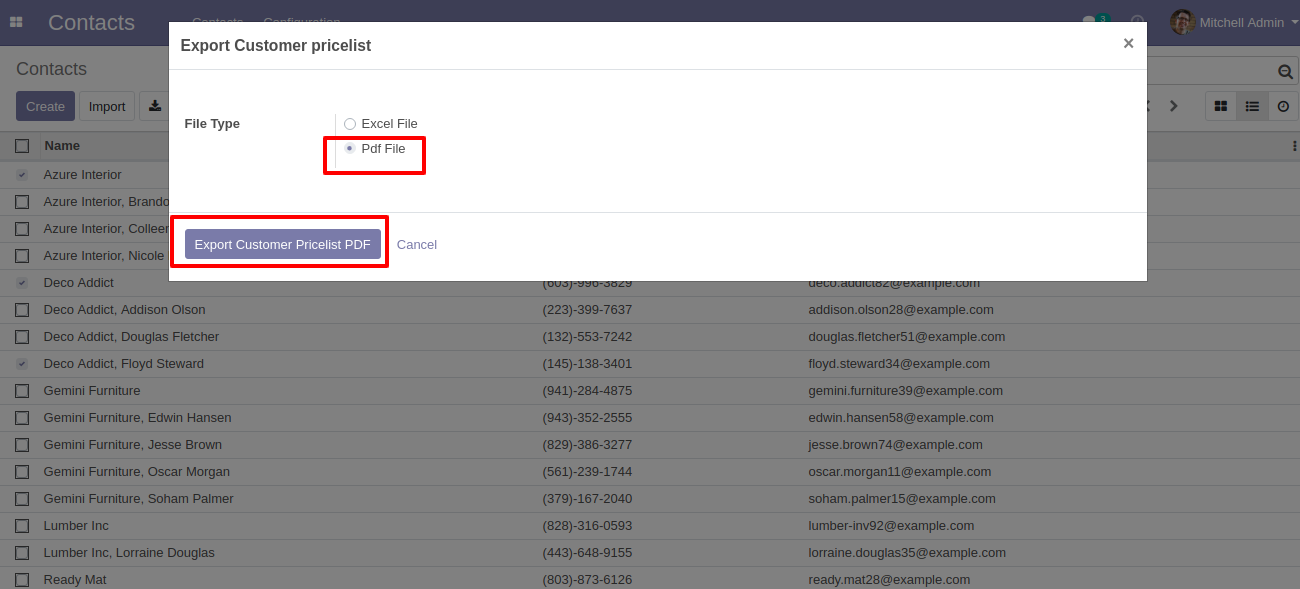 Contacts Contacts Configuration 3 Mitchell Admin
Export Customer pricelist ×
Contacts
Create Import
File Type Excel File
Pdf File
Name
Azure Interior
Azure Interior, Brando
Azure Interior, Colleen
Export Customer Pricelist PDF Cancel
Azure Interior, Nicole
Deco Addict (603)-996-3829 deco.addict82@example.com
Deco Addict, Addison Olson (223)-399-7637 addison.olson28@example.com
Deco Addict, Douglas Fletcher (132)-553-7242 douglas.fletcher51@example.com
Deco Addict, Floyd Steward (145)-138-3401 floyd.steward34@example.com
Gemini Furniture (941)-284-4875 gemini.furniture39@example.com
Gemini Furniture, Edwin Hansen (943)-352-2555 edwin.hansen58@example.com
Gemini Furniture, Jesse Brown (829)-386-3277 jesse.brown74@example.com
Gemini Furniture, Oscar Morgan (561)-239-1744 oscar.morgan11@example.com
Gemini Furniture, Soham Palmer (379)-167-2040 soham.palmer15@example.com
Lumber Inc (828)-316-0593 lumber-inv92@example.com
Lumber Inc, Lorraine Douglas (443)-648-9155 lorraine.douglas35@example.com
Ready Mat (803)-873-6126 ready.mat28@example.com